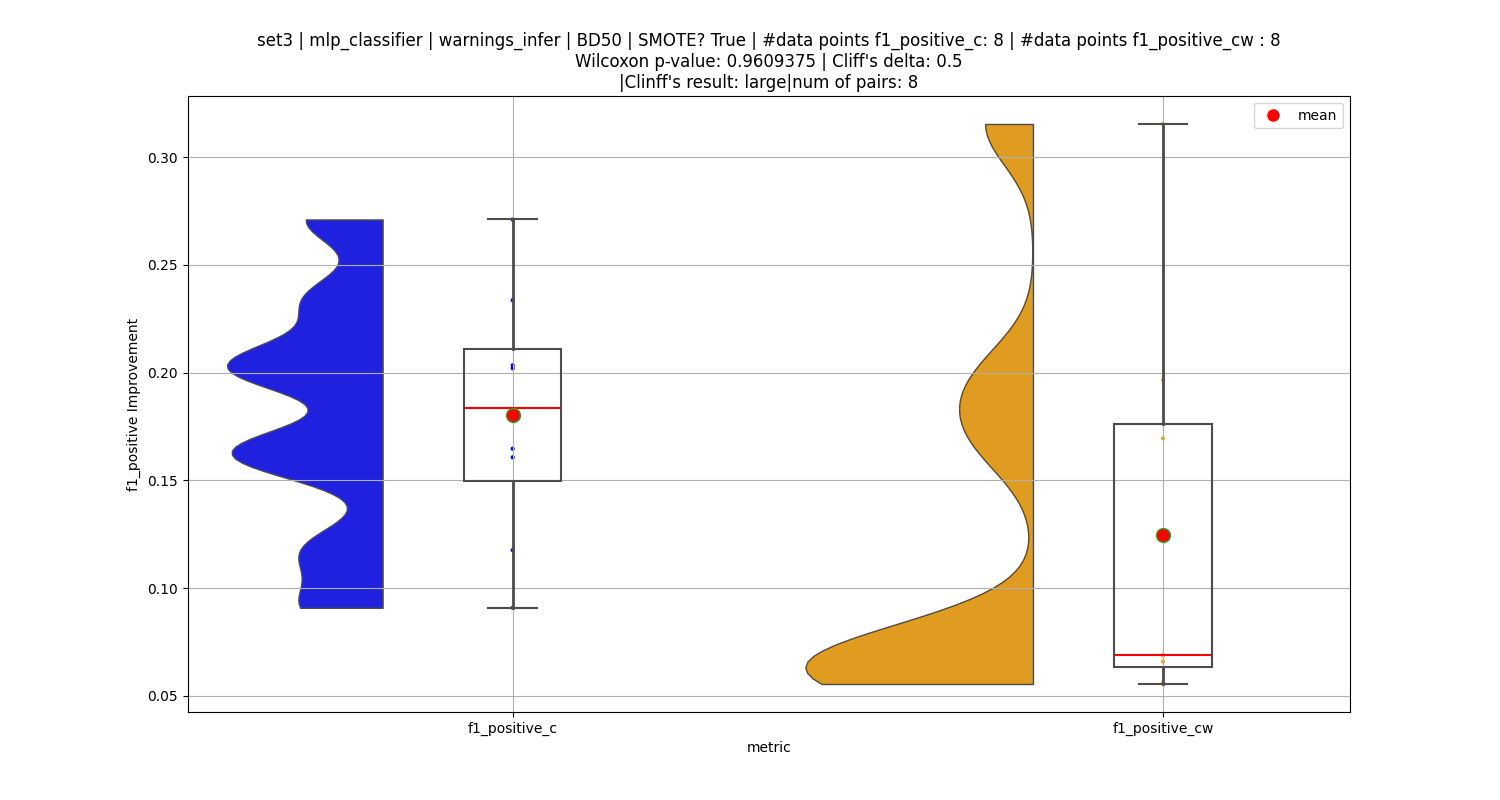 set3 | mlp_classifier | warnings_infer | BD50 | SMOTE? True | #data points f1_positive_c: 8 | #data points f1_positive_cw : 8
Wilcoxon p-value: 0.9609375 | Cliff's delta: 0.5
|Clinff's result: large|num of pairs: 8
mean
0.30
0.25
0.20
0.15
0.10
0.05
f1_positive Improvement
f1_positive_c
f1_positive_cw
metric